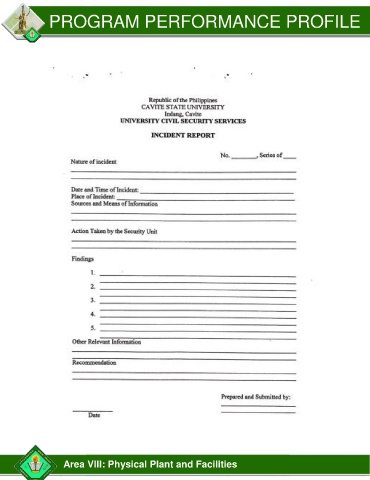 PROGRAM PERFORMANCE PROFILE
Republic of the Philippines
CAVITE STATE UNIVERSITY
Indang, Cavite
UNIVERSITY CIVIL SECURITY SERVICES
INCIDENT REPORT
No. ________, Series of ____
Nature of incident
Date and Time of Incident:
Place of Incident:
Sources and Means of Information
Action Taken by the Security Unit
Findings
1.
2.
3.
4.
5.
Other Relevant Information
Recommendation
Prepared and Submitted by:
Date
Area VIII: Physical Plant and Facilities